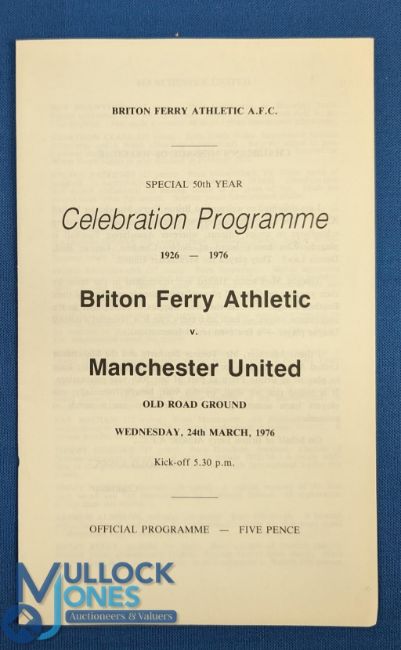 BRITON FERRY ATHLETIC A.F.C.
SPECIAL 50th YEAR
Celebration Programme
1926 — 1976
Briton Ferry Athletic
v.
Manchester United
OLD ROAD GROUND
WEDNESDAY, 24th MARCH, 1976
Kick-off 5.30 p.m.
OFFICIAL PROGRAMME — FIVE PENCE
MULLOCK
JONES
Auctioneers & Valuers